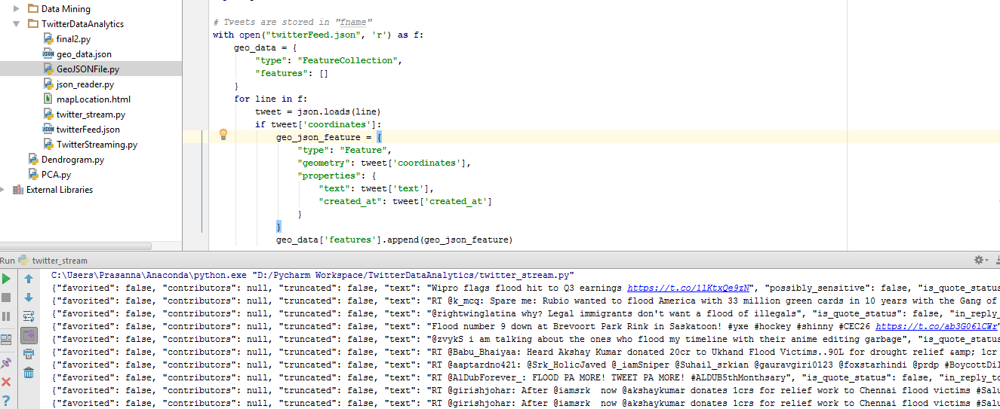 Data Mining
TwitterDataAnalytics
final2.py
geo_data.json
GeoJSONFile.py
json_reader.py
mapLocation.html
twitter_stream.py
twitterFeed.json
TwitterStreaming.py
Dendrogram.py
PCA.py
External Libraries
# Tweets are stored in "fname"
with open("twitterFeed.json", 'r') as f:
geo_data = {
"type": "FeatureCollection",
"features": []
}
for line in f:
tweet = json.loads(line)
if tweet['coordinates']:
geo_json_feature = {
"type": "Feature",
"geometry": tweet['coordinates'],
"properties": {
"text": tweet['text'],
"created_at": tweet['created_at']
}
}
geo_data['features'].append(geo_json_feature)
Run twitter_stream
C:\Users\Prasanna\Anaconda\python.exe "D:/Pycharm Workspace/TwitterDataAnalytics/twitter_stream.py"
{"favorited": false, "contributors": null, "truncated": false, "text": "Wipro flags flood hit to Q3 earnings https://t.co/1lKtxQe9zN", "possibly_sensitive": false, "is_quote_status
{"favorited": false, "contributors": null, "truncated": false, "text": "RT @k_mcq: Spare me: Rubio wanted to flood America with 33 million green cards in 10 years with the Gang of
{"favorited": false, "contributors": null, "truncated": false, "text": "@rightwinglatina why? Legal immigrants don't want a flood of illegals", "is_quote_status": false, "in_reply_
{"favorited": false, "contributors": null, "truncated": false, "text": "Flood number 9 down at Brevoort Park Rink in Saskatoon! #yxe #hockey #shinny #CEC26 https://t.co/ab3G06lCWr"
{"favorited": false, "contributors": null, "truncated": false, "text": "@zvykS i am talking about the ones who flood my timeline with their anime editing garbage", "is_quote_status"
{"favorited": false, "contributors": null, "truncated": false, "text": "RT @Babu_Bhaiyaa: Heard Akshay Kumar donated 20cr to Ukhand Flood Victims..90L for drought relief &amp; 1cr
{"favorited": false, "contributors": null, "truncated": false, "text": "RT @aaptardno421: @Srk_HolicJaved @_iamSniper @Suhail_srkian @gauravgiri0123 @foxstarhindi @prdp #BoycottDil
{"favorited": false, "contributors": null, "truncated": false, "text": "RT @AlDubForever_: FLOOD PA MORE! TWEET PA MORE! #ALDUB5thMonthsary", "is_quote_status": false, "in_reply_to
{"favorited": false, "contributors": null, "truncated": false, "text": "RT @girishjohar: After @iamsrk  now @akshaykumar donates 1crs for relief work to Chennai flood victims #Salu
{"favorited": false, "contributors": null, "truncated": false, "text": "RT @girishjohar: After @iamsrk  now @akshaykumar donates 1crs for relief work to Chennai flood victims #Salu